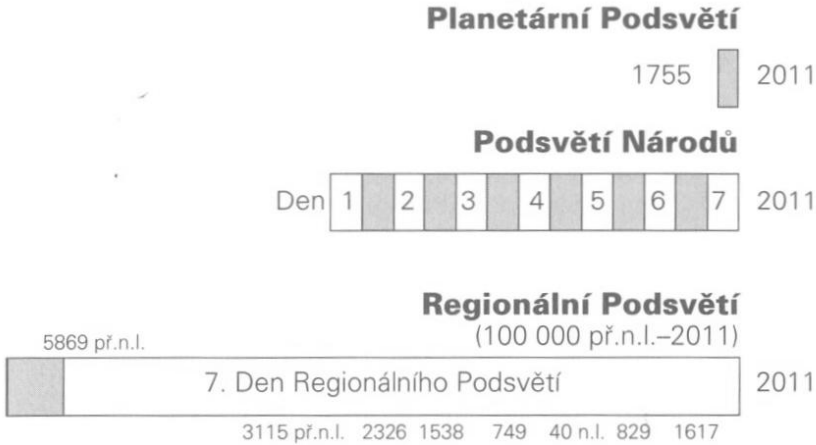 Planetární Podsvětí
1755 2011
Podsvětí Národů
Den 1 2 3 4 5 6 7 2011
Regionální Podsvětí
(100 000 př.n.l.–2011)
5869 př.n.l.
7. Den Regionálního Podsvětí 2011
3115 př.n.l. 2326 1538 749 40 n.l. 829 1617